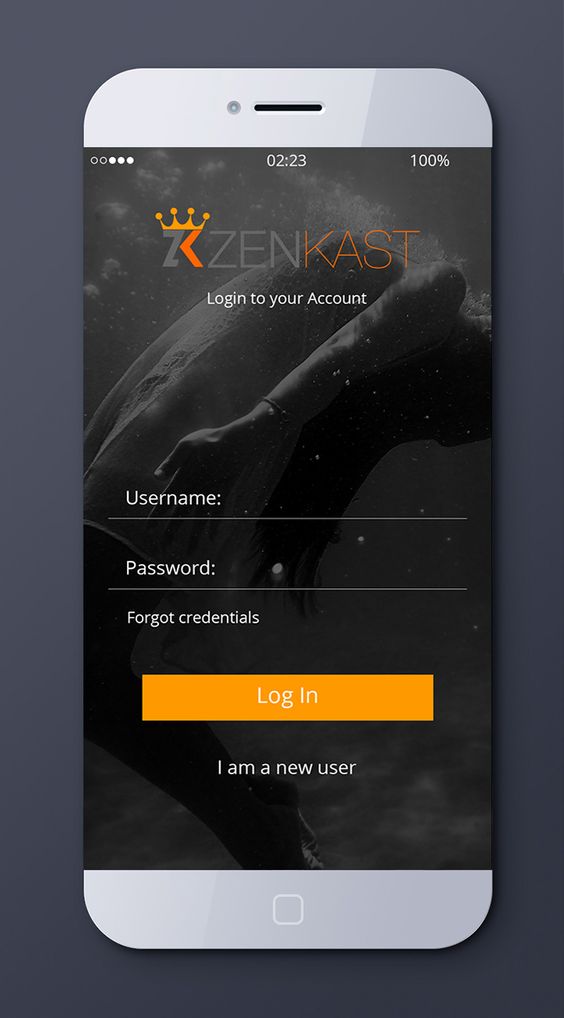 02:23 100%
ZK ZENKAST
Login to your Account
Username:
Password:
Forgot credentials
Log In
I am a new user